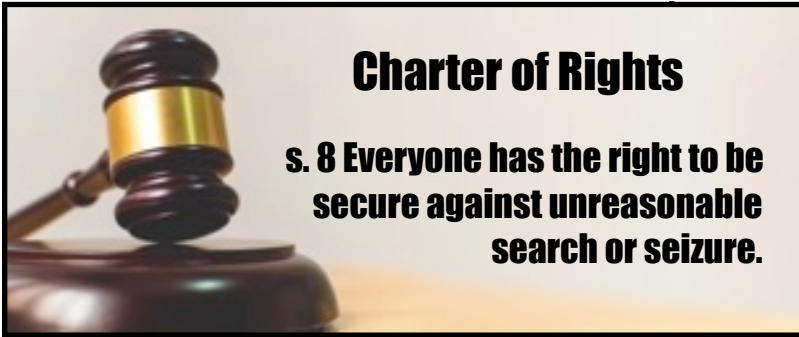 Charter of Rights
s. 8 Everyone has the right to be
secure against unreasonable
search or seizure.